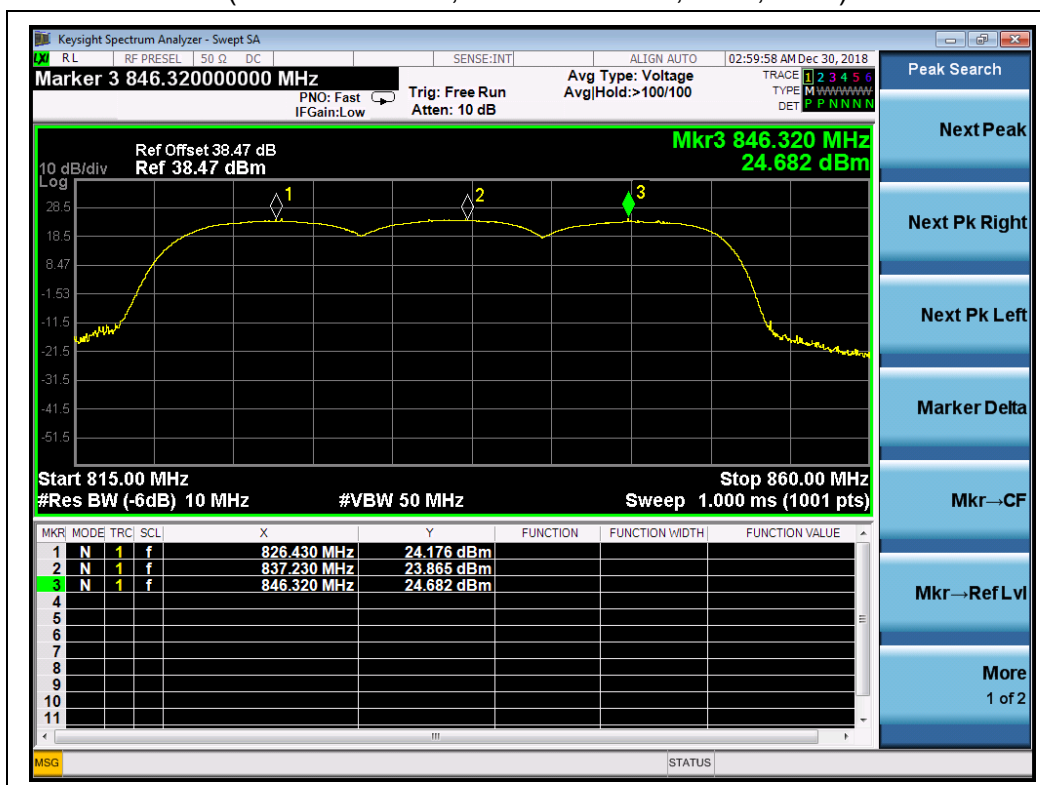 Keysight Spectrum Analyzer - Swept SA
LXI RL RF PRESEL 50 Ω DC SENSE:INT ALIGN AUTO 02:59:58 AM Dec 30, 2018
Marker 3 846.320000000 MHz
PNO: Fast
IFGain:Low
Trig: Free Run
Atten: 10 dB
Avg Type: Voltage
Avg|Hold:>100/100
TRACE 1 2 3 4 5 6
TYPE M W W W W W
DET P P N N N N
Peak Search
Next Peak
Next Pk Right
Next Pk Left
Marker Delta
Mkr→CF
Mkr→Ref Lvl
More
1 of 2
Mkr3 846.320 MHz
24.682 dBm
Ref Offset 38.47 dB
10 dB/div Ref 38.47 dBm
Log
1
2
3
28.5
18.5
8.47
-1.53
-11.5
-21.5
-31.5
-41.5
-51.5
Start 815.00 MHz Stop 860.00 MHz
#Res BW (-6dB) 10 MHz #VBW 50 MHz Sweep 1.000 ms (1001 pts)
MKR MODE TRC SCL X Y FUNCTION FUNCTION WIDTH FUNCTION VALUE
1 N 1 f 826.430 MHz 24.176 dBm
2 N 1 f 837.230 MHz 23.865 dBm
3 N 1 f 846.320 MHz 24.682 dBm
4
5
6
7
8
9
10
11
MSG STATUS